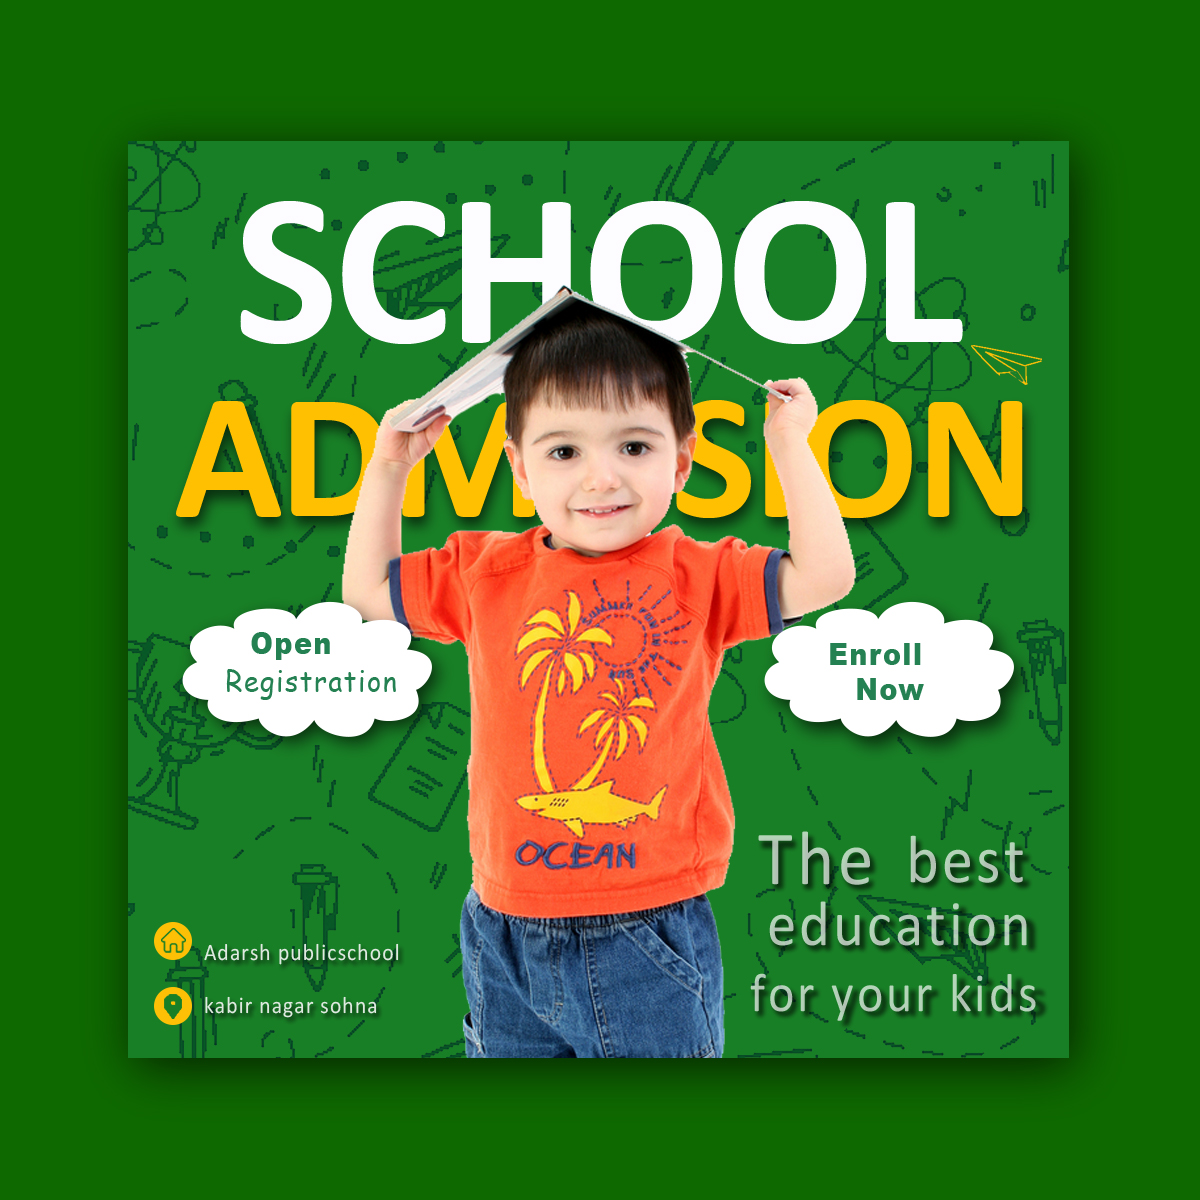 SCHOOL
ADMISSION
Open
Registration
Enroll
Now
OCEAN
The best
education
for your kids
Adarsh publicschool
kabir nagar sohna